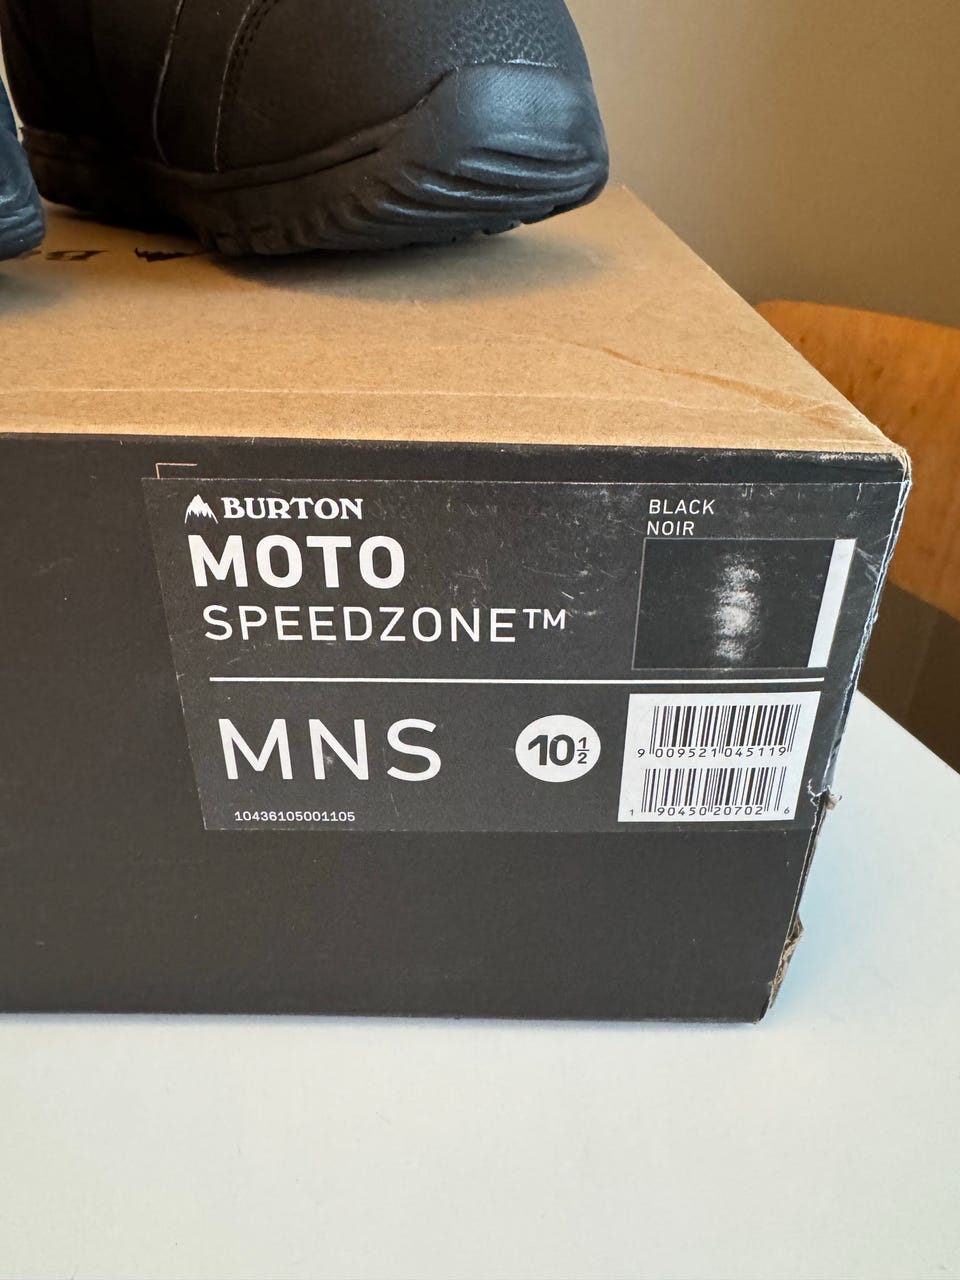 BURTON
MOTO
SPEEDZONE™
BLACK
NOIR
MNS
10½
9 009521 045119
1 90450 20702 6
10436105001105